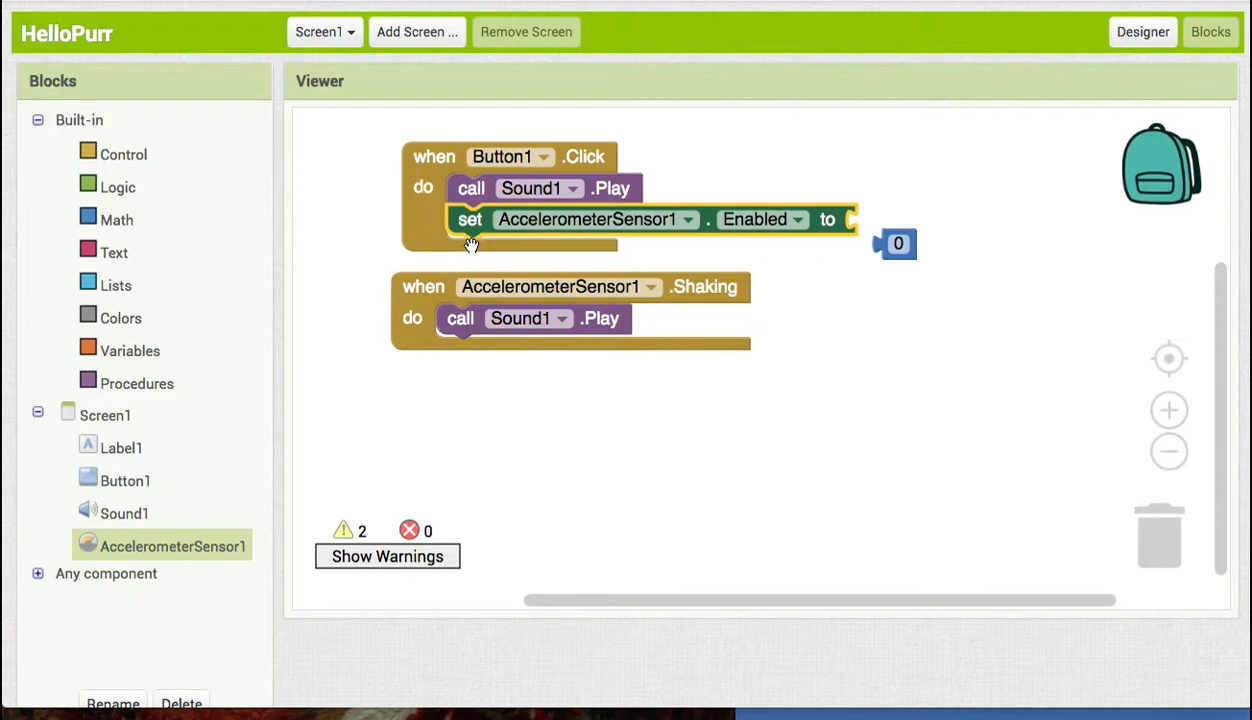 HelloPurr
Screen1
Add Screen ...
Remove Screen
Designer
Blocks
Blocks
Viewer
Built-in
Control
Logic
Math
Text
Lists
Colors
Variables
Procedures
Screen1
Label1
Button1
Sound1
AccelerometerSensor1
Any component
Rename
Delete
when Button1 .Click
do call Sound1 .Play
set AccelerometerSensor1 . Enabled to
0
when AccelerometerSensor1 .Shaking
do call Sound1 .Play
2 0
Show Warnings